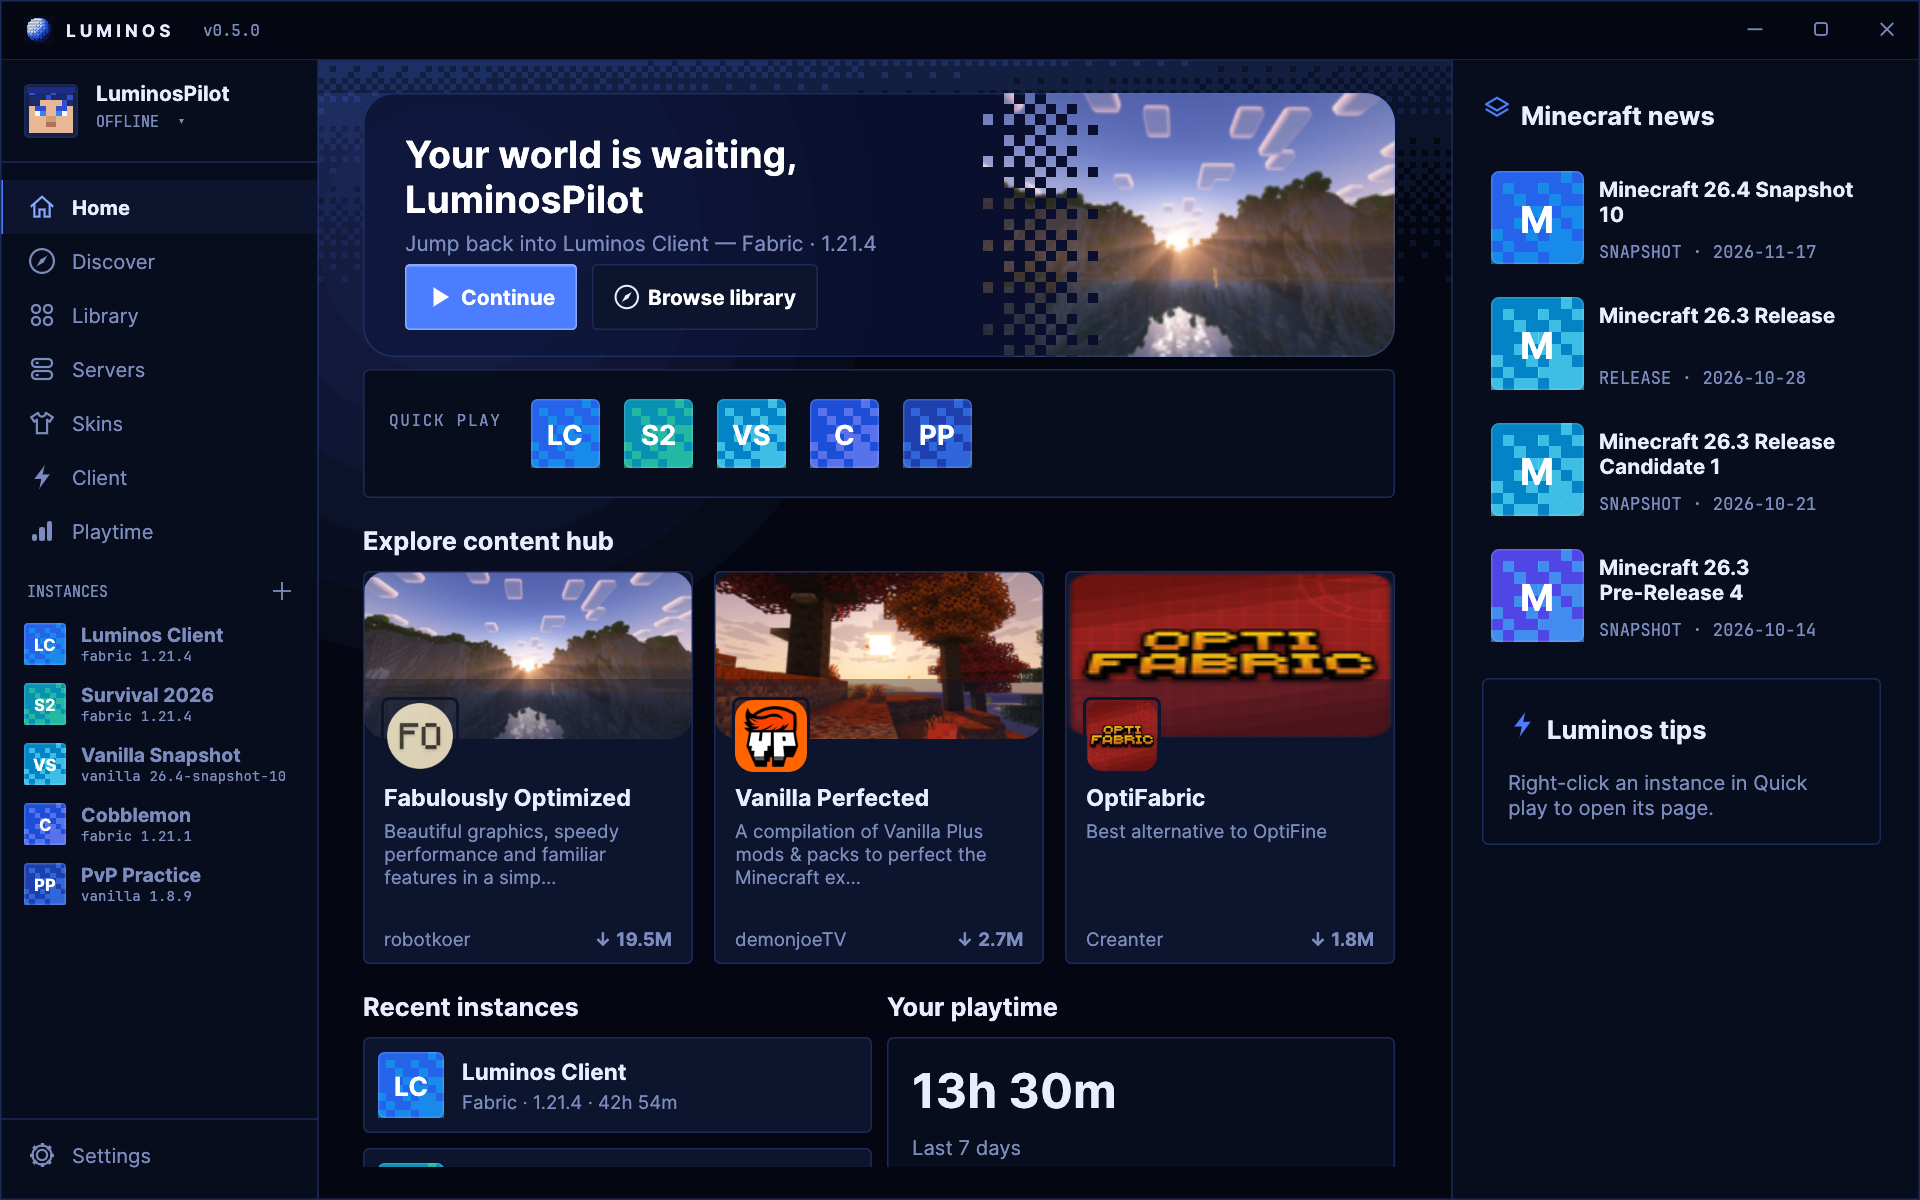 LUMINOS v0.5.0
LuminosPilot
OFFLINE
Home
Discover
Library
Servers
Skins
Client
Playtime
INSTANCES
LC
Luminos Client
fabric 1.21.4
S2
Survival 2026
fabric 1.21.4
VS
Vanilla Snapshot
vanilla 26.4-snapshot-10
C
Cobblemon
fabric 1.21.1
PP
PvP Practice
vanilla 1.8.9
Settings
Your world is waiting,
LuminosPilot
Jump back into Luminos Client — Fabric · 1.21.4
Continue
Browse library
QUICK PLAY
LC
S2
VS
C
PP
Explore content hub
FO
Fabulously Optimized
Beautiful graphics, speedy
performance and familiar
features in a simp...
robotkoer
19.5M
VP
Vanilla Perfected
A compilation of Vanilla Plus
mods & packs to perfect the
Minecraft ex...
demonjoeTV
2.7M
OPTI
FABRIC
OPTI
FABRIC
OptiFabric
Best alternative to OptiFine
Creanter
1.8M
Recent instances
LC
Luminos Client
Fabric · 1.21.4 · 42h 54m
Your playtime
13h 30m
Last 7 days
Minecraft news
M
Minecraft 26.4 Snapshot
10
SNAPSHOT · 2026-11-17
M
Minecraft 26.3 Release
RELEASE · 2026-10-28
M
Minecraft 26.3 Release
Candidate 1
SNAPSHOT · 2026-10-21
M
Minecraft 26.3
Pre-Release 4
SNAPSHOT · 2026-10-14
Luminos tips
Right-click an instance in Quick
play to open its page.